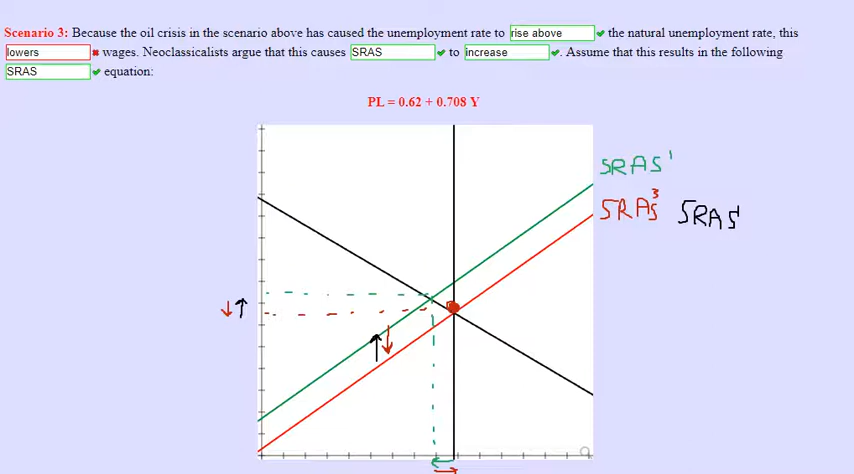 Scenario 3: Because the oil crisis in the scenario above has caused the unemployment rate to rise above the natural unemployment rate, this
lowers wages. Neoclassicalists argue that this causes SRAS to increase. Assume that this results in the following
SRAS equation:
PL = 0.62 + 0.708 Y
SRAS'
SRAS³ SRAS'